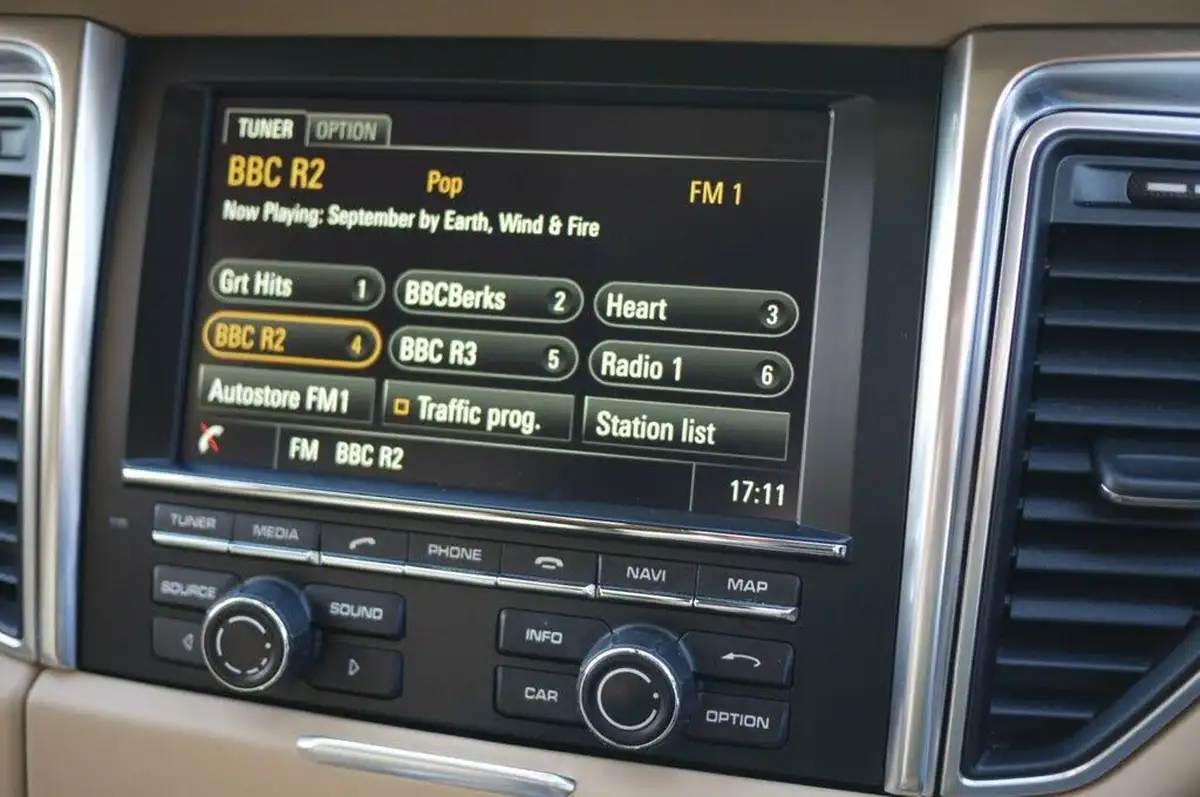 TUNER OPTION
BBC R2 Pop FM 1
Now Playing: September by Earth, Wind & Fire
Grt Hits 1 BBCBerks 2 Heart 3
BBC R2 4 BBC R3 5 Radio 1 6
Autostore FM1 Traffic prog. Station list
FM BBC R2 17:11
TUNER MEDIA PHONE NAVI MAP
SOURCE SOUND INFO
CAR OPTION